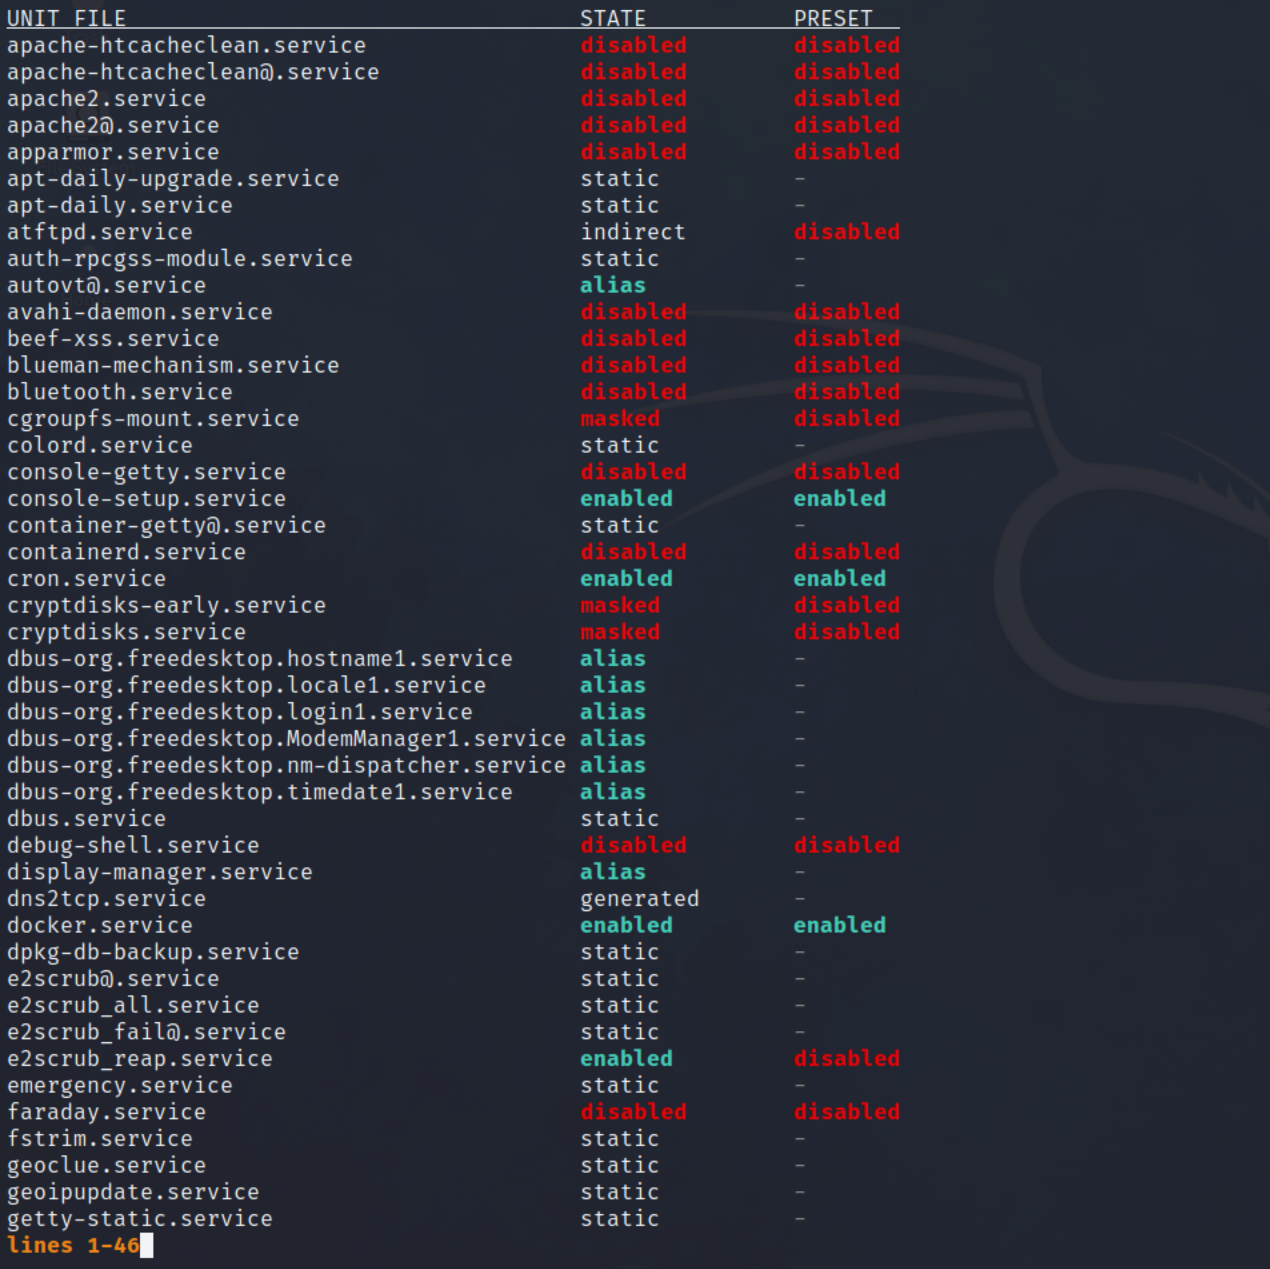 UNIT FILE STATE PRESET
apache-htcacheclean.service disabled disabled
apache-htcacheclean@.service disabled disabled
apache2.service disabled disabled
apache2@.service disabled disabled
apparmor.service disabled disabled
apt-daily-upgrade.service static -
apt-daily.service static -
atftpd.service indirect disabled
auth-rpcgss-module.service static -
autovt@.service alias -
avahi-daemon.service disabled disabled
beef-xss.service disabled disabled
blueman-mechanism.service disabled disabled
bluetooth.service disabled disabled
cgroupfs-mount.service masked disabled
colord.service static -
console-getty.service disabled disabled
console-setup.service enabled enabled
container-getty@.service static -
containerd.service disabled disabled
cron.service enabled enabled
cryptdisks-early.service masked disabled
cryptdisks.service masked disabled
dbus-org.freedesktop.hostname1.service alias -
dbus-org.freedesktop.locale1.service alias -
dbus-org.freedesktop.login1.service alias -
dbus-org.freedesktop.ModemManager1.service alias -
dbus-org.freedesktop.nm-dispatcher.service alias -
dbus-org.freedesktop.timedate1.service alias -
dbus.service static -
debug-shell.service disabled disabled
display-manager.service alias -
dns2tcp.service generated -
docker.service enabled enabled
dpkg-db-backup.service static -
e2scrub@.service static -
e2scrub_all.service static -
e2scrub_fail@.service static -
e2scrub_reap.service enabled disabled
emergency.service static -
faraday.service disabled disabled
fstrim.service static -
geoclue.service static -
geoipupdate.service static -
getty-static.service static -
lines 1-46